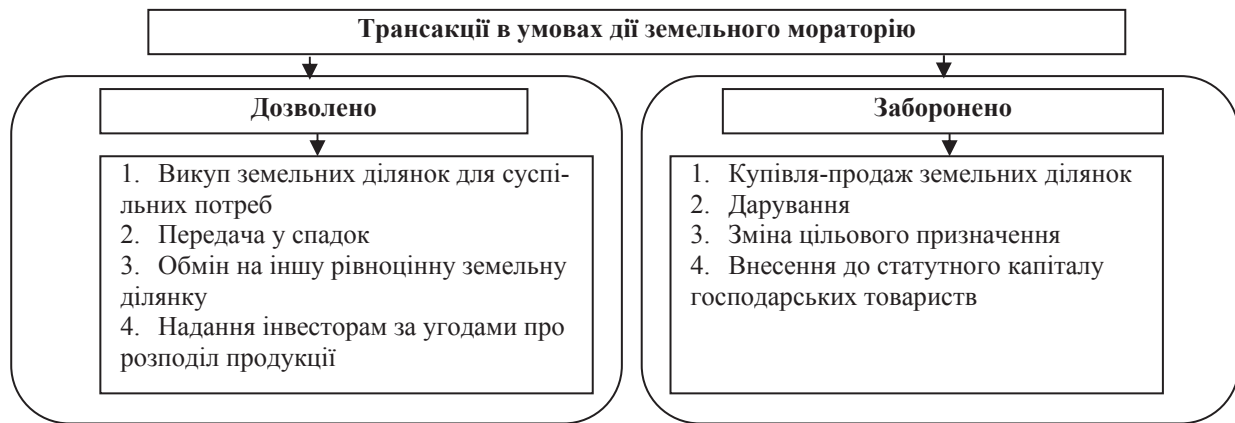 Трансакції в умовах дії земельного мораторію
Дозволено
1. Викуп земельних ділянок для суспі-
льних потреб
2. Передача у спадок
3. Обмін на іншу рівноцінну земельну
ділянку
4. Надання інвесторам за угодами про
розподіл продукції
Заборонено
1. Купівля-продаж земельних ділянок
2. Дарування
3. Зміна цільового призначення
4. Внесення до статутного капіталу
господарських товариств